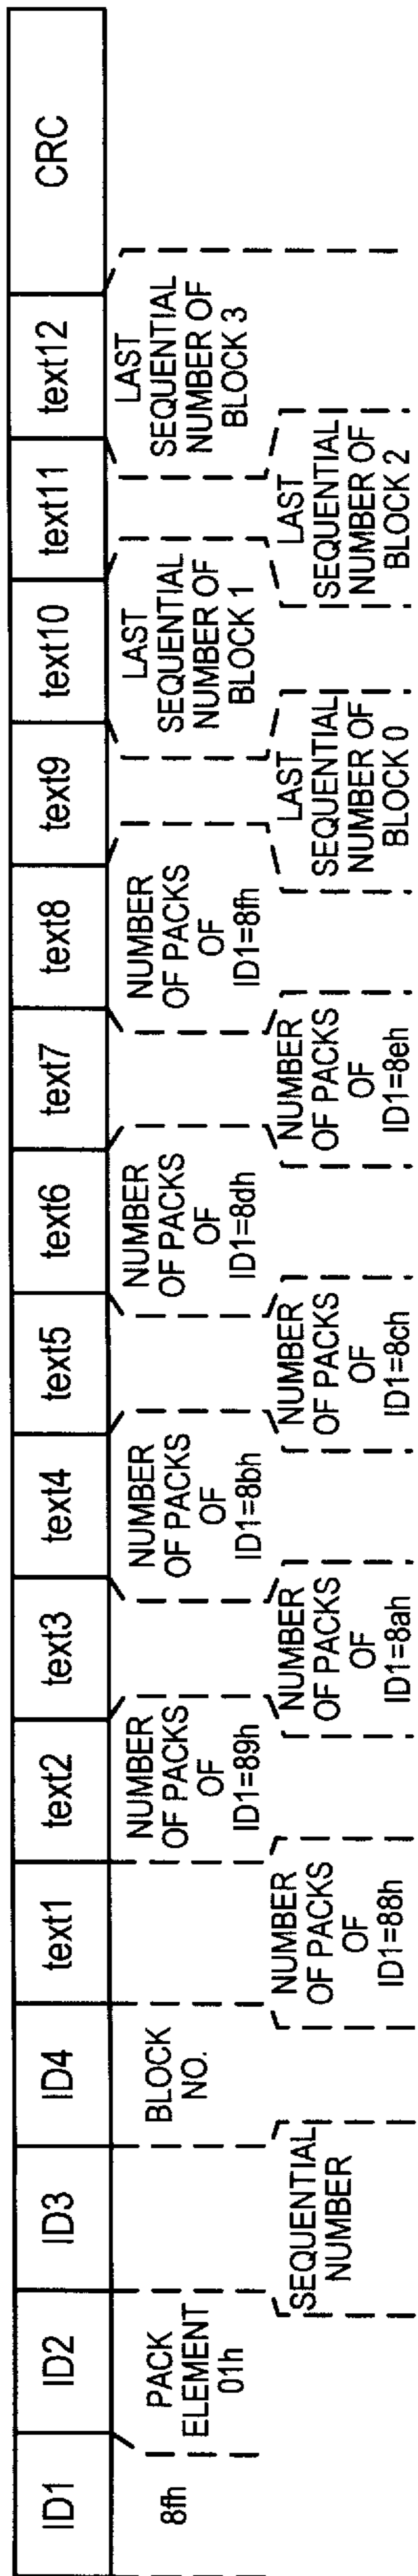 ID1
ID2
ID3
ID4
text1
text2
text3
text4
text5
text6
text7
text8
text9
text10
text11
text12
CRC
8fh
PACK
ELEMENT
01h
SEQUENTIAL
NUMBER
BLOCK
NO.
NUMBER
OF PACKS
OF
ID1=88h
NUMBER
OF PACKS
OF
ID1=89h
NUMBER
OF PACKS
OF
ID1=8ah
NUMBER
OF PACKS
OF
ID1=8bh
NUMBER
OF PACKS
OF
ID1=8ch
NUMBER
OF PACKS
OF
ID1=8dh
NUMBER
OF PACKS
OF
ID1=8eh
NUMBER
OF PACKS
OF
ID1=8fh
LAST
SEQUENTIAL
NUMBER OF
BLOCK 0
LAST
SEQUENTIAL
NUMBER OF
BLOCK 1
LAST
SEQUENTIAL
NUMBER OF
BLOCK 2
LAST
SEQUENTIAL
NUMBER OF
BLOCK 3